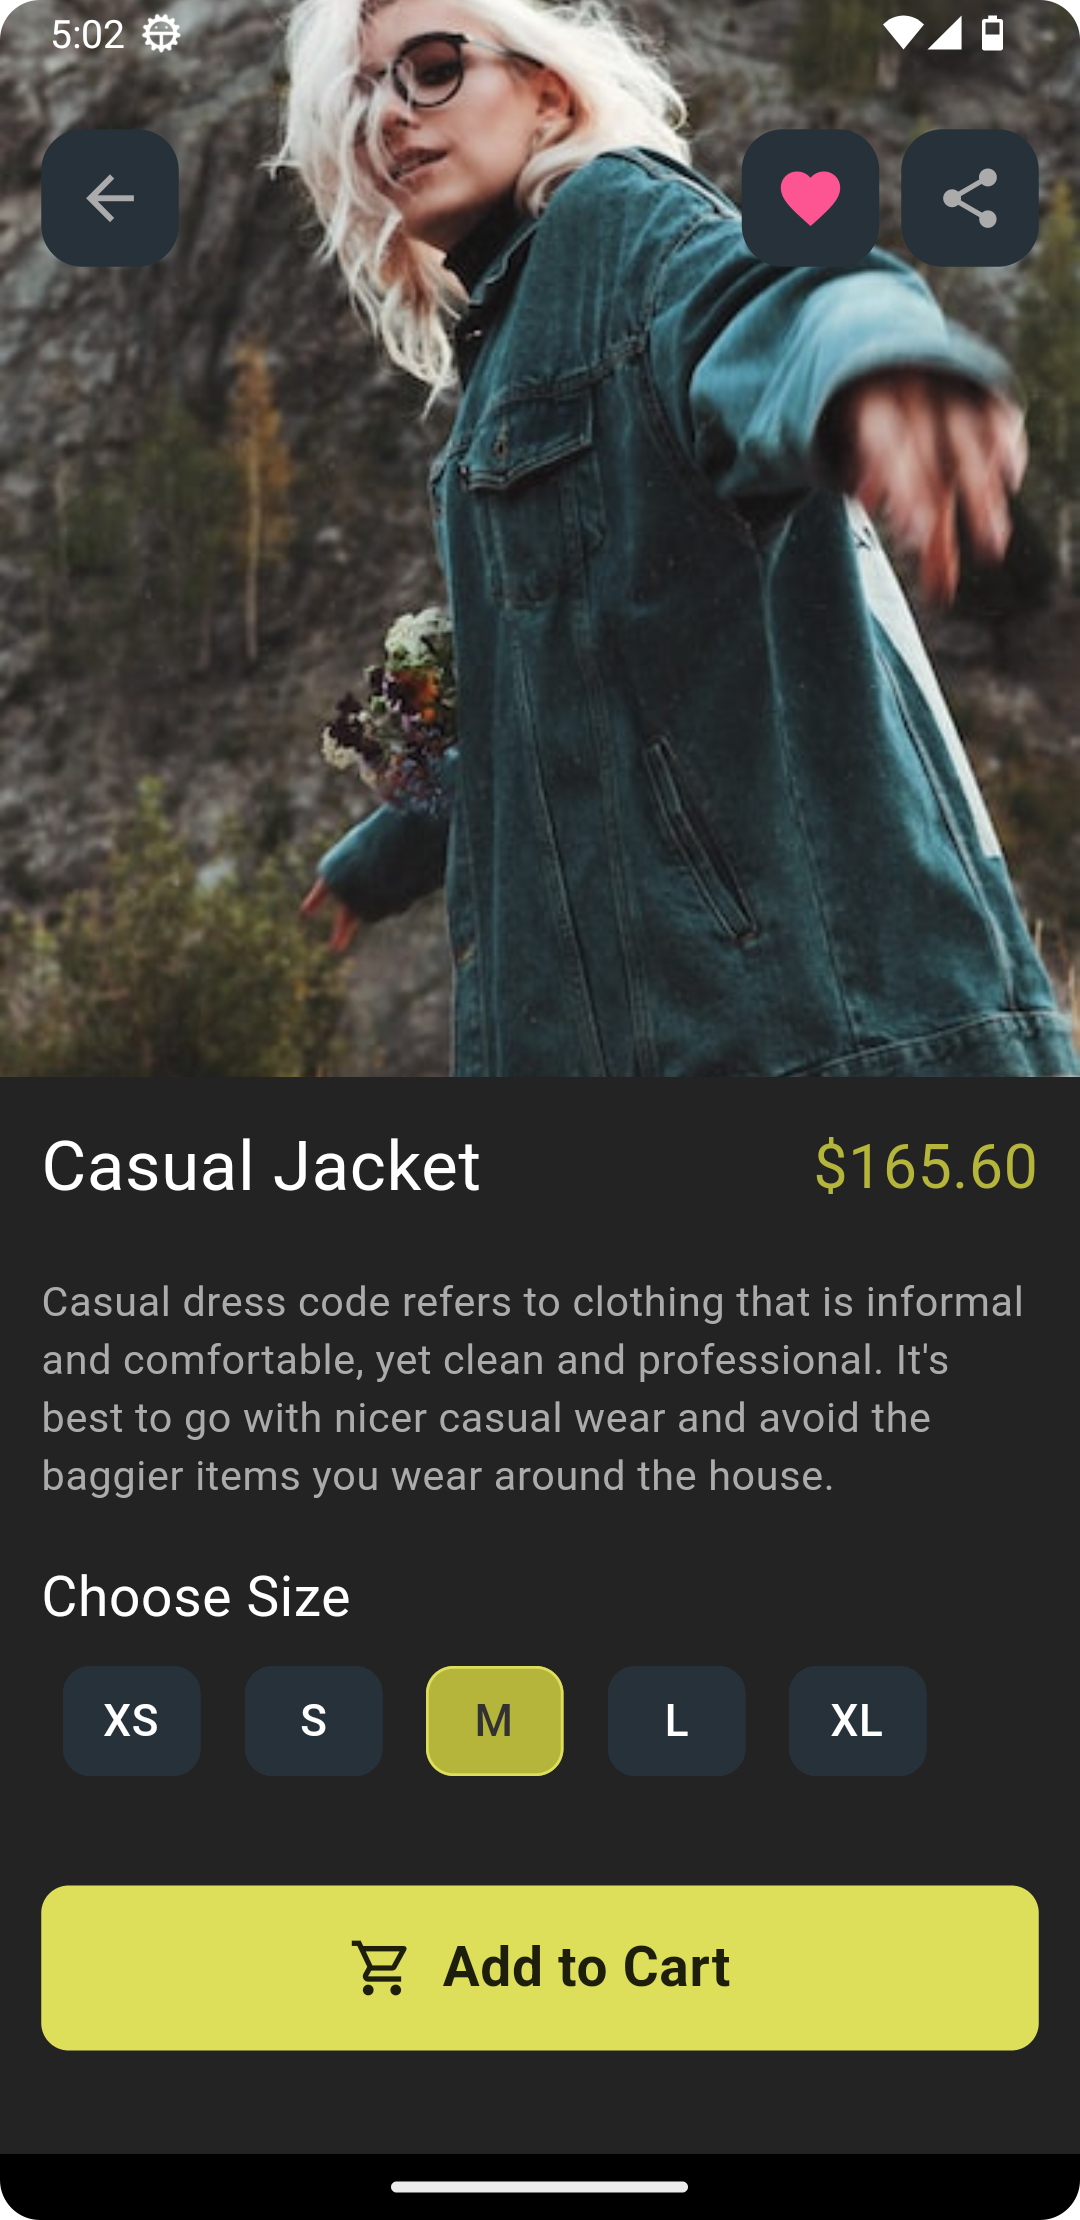 5:02
Casual Jacket
$165.60
Casual dress code refers to clothing that is informal
and comfortable, yet clean and professional. It's
best to go with nicer casual wear and avoid the
baggier items you wear around the house.
Choose Size
XS
S
M
L
XL
Add to Cart